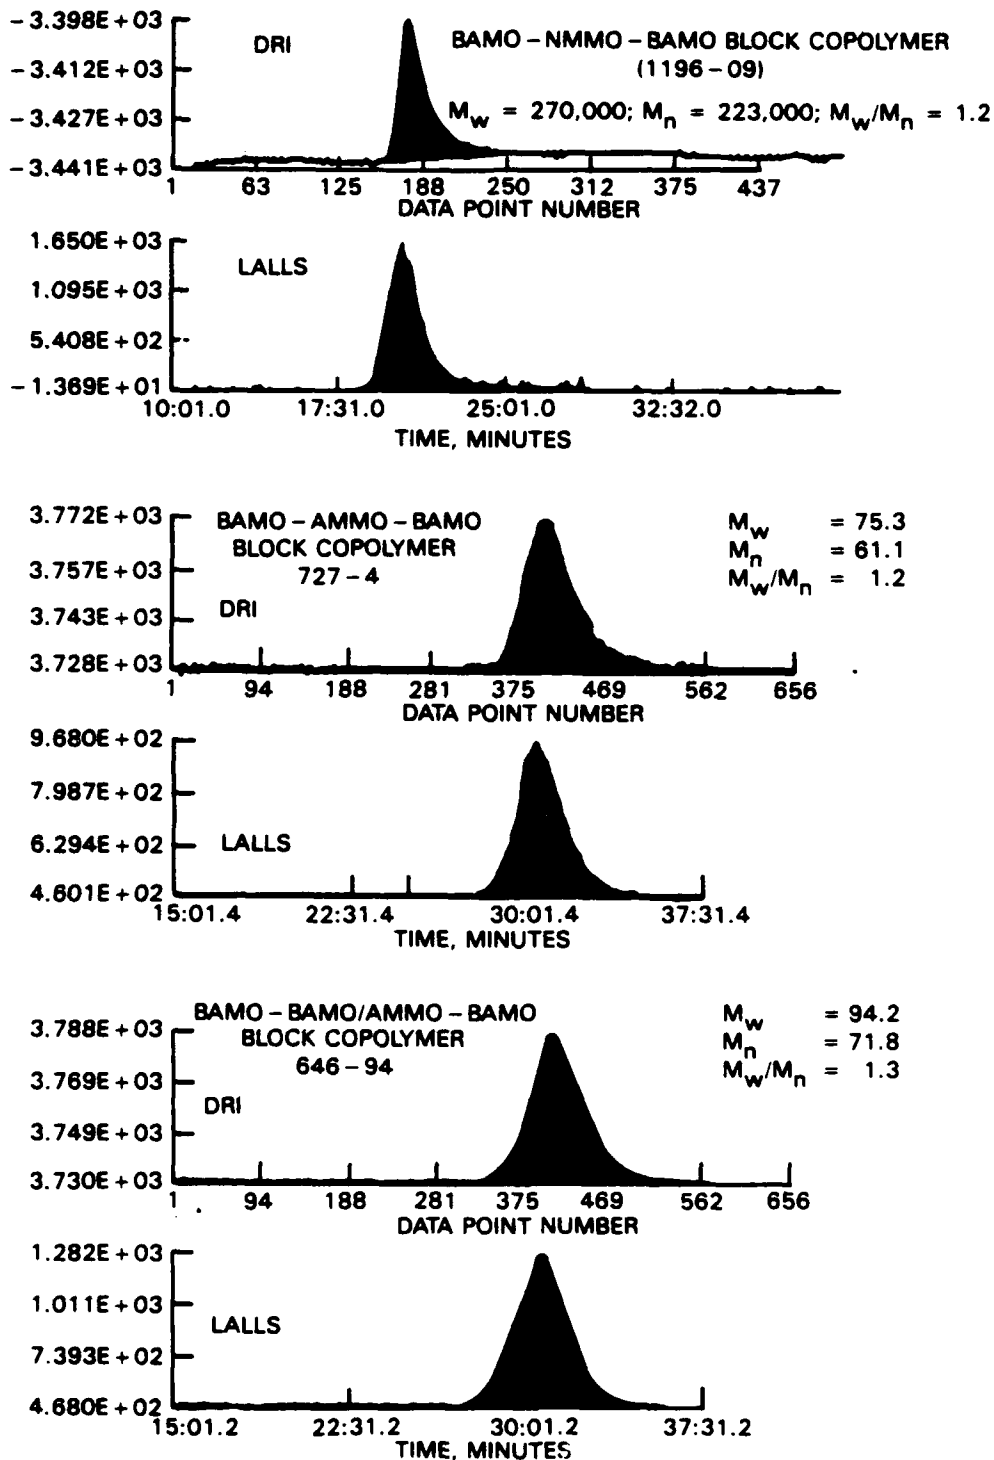 -3.398E+03
DRI
BAMO-NMMO-BAMO BLOCK COPOLYMER
(1196-09)
-3.412E+03
Mw = 270,000; Mn = 223,000; Mw/Mn = 1.2
-3.427E+03
-3.441E+03
1 63 125 188 250 312 375 437
DATA POINT NUMBER
1.650E+03
LALLS
1.095E+03
5.408E+02
-1.369E+01
10:01.0 17:31.0 25:01.0 32:32.0
TIME, MINUTES
3.772E+03
BAMO-AMMO-BAMO
BLOCK COPOLYMER
727-4
Mw = 75.3
Mn = 61.1
Mw/Mn = 1.2
3.757E+03
3.743E+03
DRI
3.728E+03
1 94 188 281 375 469 562 656
DATA POINT NUMBER
9.680E+02
7.987E+02
6.294E+02
LALLS
4.601E+02
15:01.4 22:31.4 30:01.4 37:31.4
TIME, MINUTES
BAMO-BAMO/AMMO-BAMO
BLOCK COPOLYMER
646-94
Mw = 94.2
Mn = 71.8
Mw/Mn = 1.3
3.788E+03
3.769E+03
DRI
3.749E+03
3.730E+03
1 94 188 281 375 469 562 656
DATA POINT NUMBER
1.282E+03
1.011E+03
LALLS
7.393E+02
4.680E+02
15:01.2 22:31.2 30:01.2 37:31.2
TIME, MINUTES